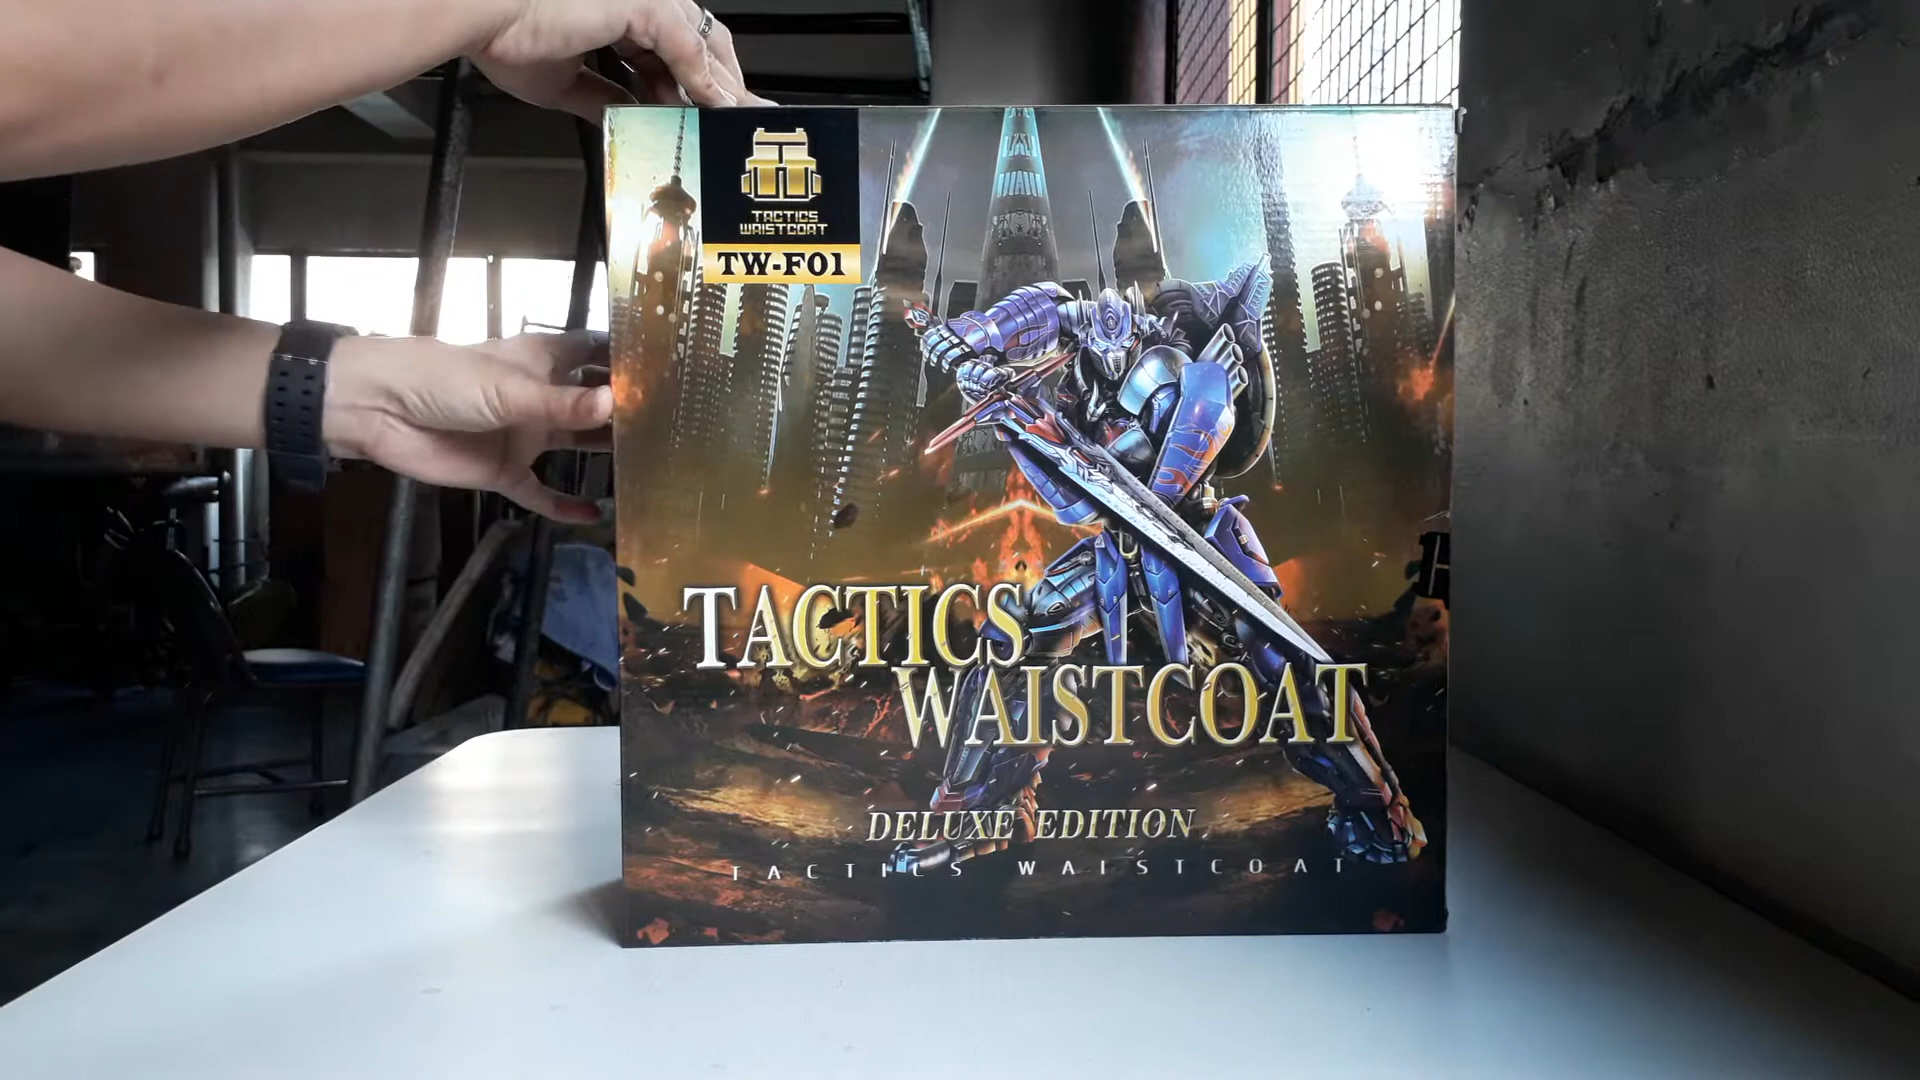 TACTICS
WAISTCOAT
TW-F01
TACTICS
WAISTCOAT
DELUXE EDITION
TACTICS WAISTCOAT